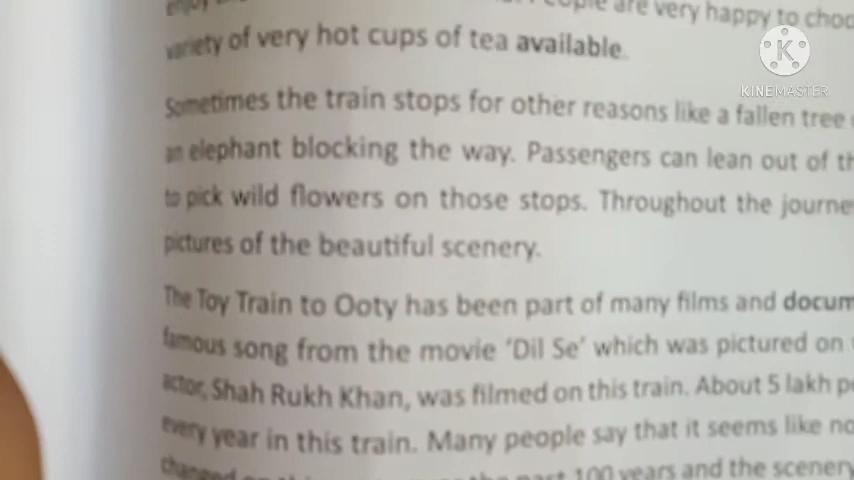 enjoy
People are very happy to choo
variety of very hot cups of tea available.
K
KINEMASTER
Sometimes the train stops for other reasons like a fallen tree
an elephant blocking the way. Passengers can lean out of th
to pick wild flowers on those stops. Throughout the journe
pictures of the beautiful scenery.
The Toy Train to Ooty has been part of many films and docum
famous song from the movie ‘Dil Se’ which was pictured on
actor, Shah Rukh Khan, was filmed on this train. About 5 lakh p
every year in this train. Many people say that it seems like no
changed on the past 100 years and the scenery